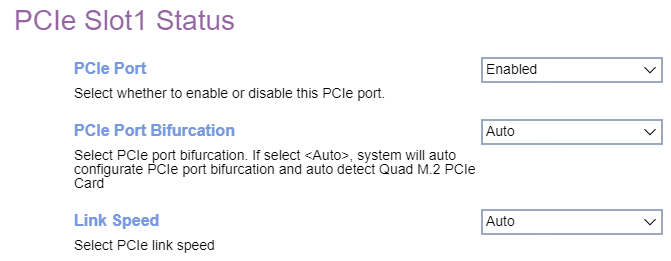 PCIe Slot1 Status
PCIe Port
Enabled
Select whether to enable or disable this PCIe port.
PCIe Port Bifurcation
Auto
Select PCIe port bifurcation. If select <Auto>, system will auto
configurate PCIe port bifurcation and auto detect Quad M.2 PCIe
Card
Link Speed
Auto
Select PCIe link speed